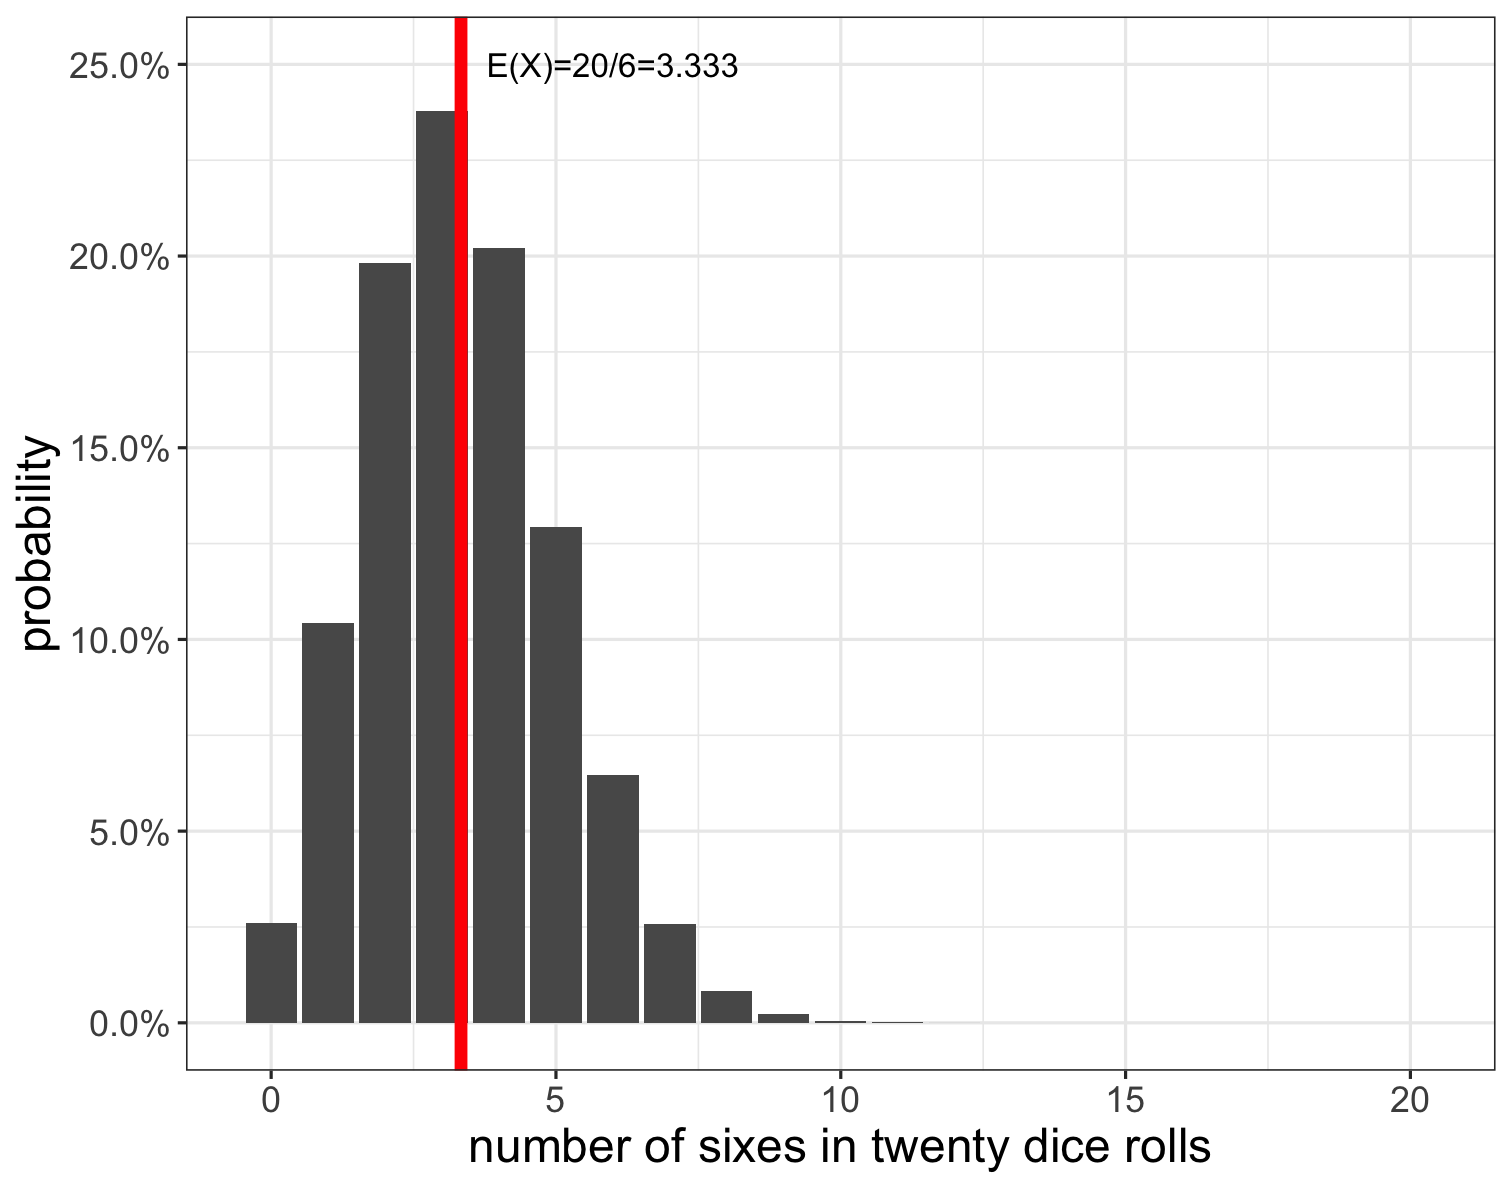 E(X)=20/6=3.333
25.0%
20.0%
15.0%
10.0%
5.0%
0.0%
probability
0 5 10 15 20
number of sixes in twenty dice rolls